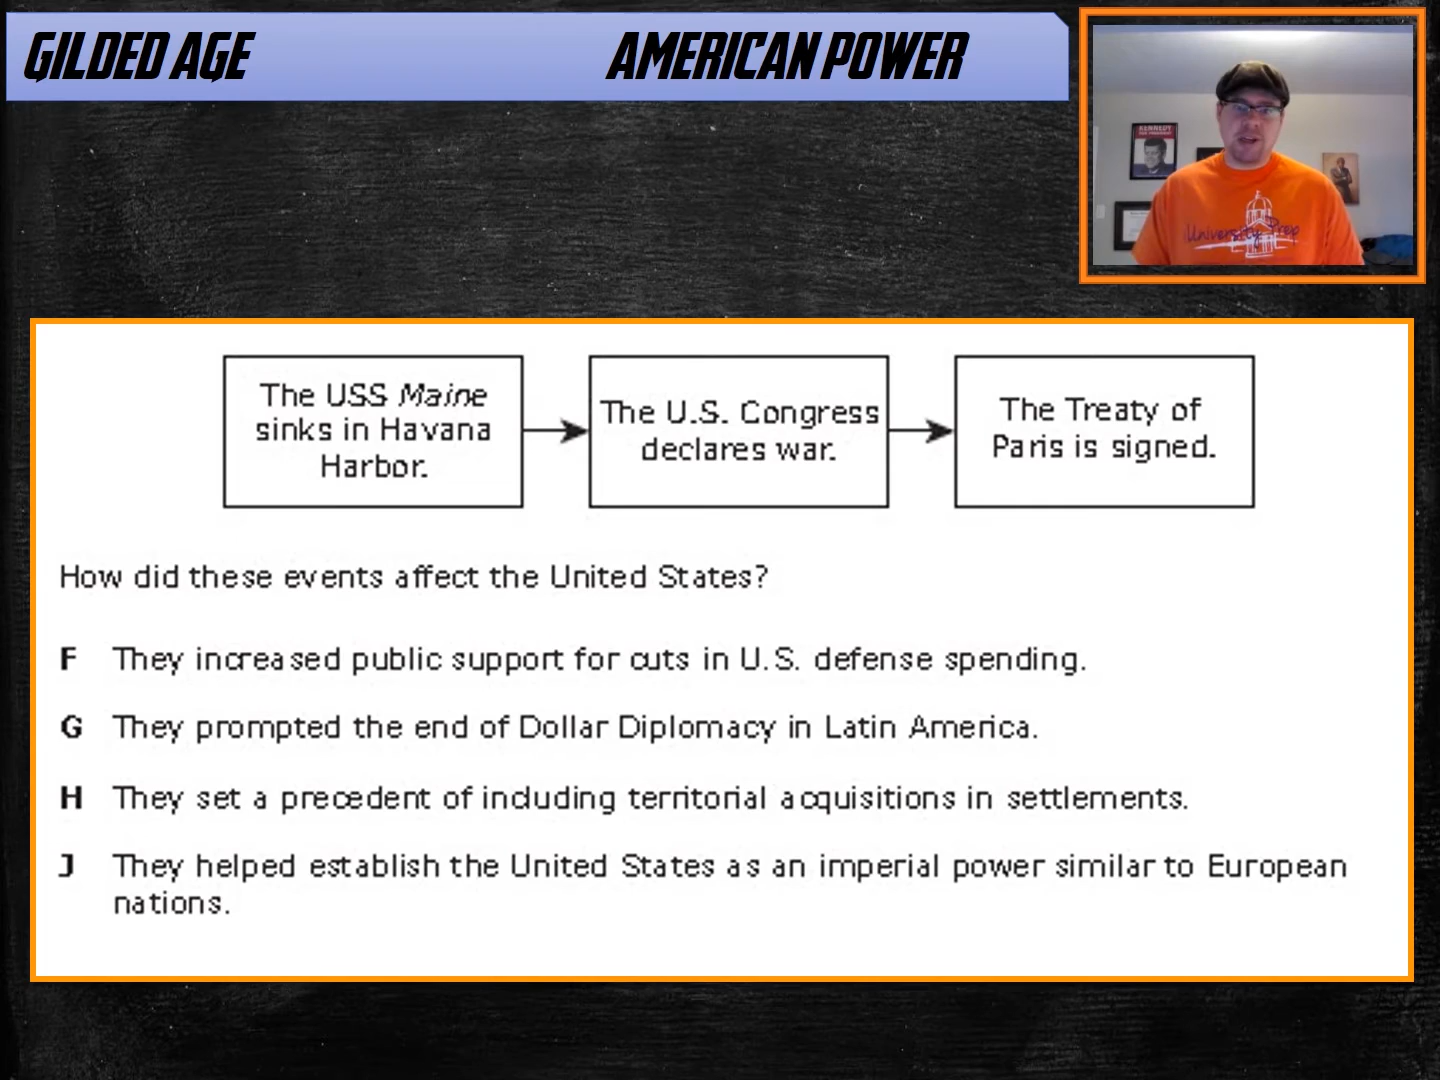 GILDED AGE
AMERICAN POWER
KENNEDY
University Prep
The USS Maine
sinks in Havana
Harbor.
The U.S. Congress
declares war.
The Treaty of
Paris is signed.
How did these events affect the United States?
F They increased public support for cuts in U.S. defense spending.
G They prompted the end of Dollar Diplomacy in Latin America.
H They set a precedent of including territorial acquisitions in settlements.
J They helped establish the United States as an imperial power similar to European
nations.